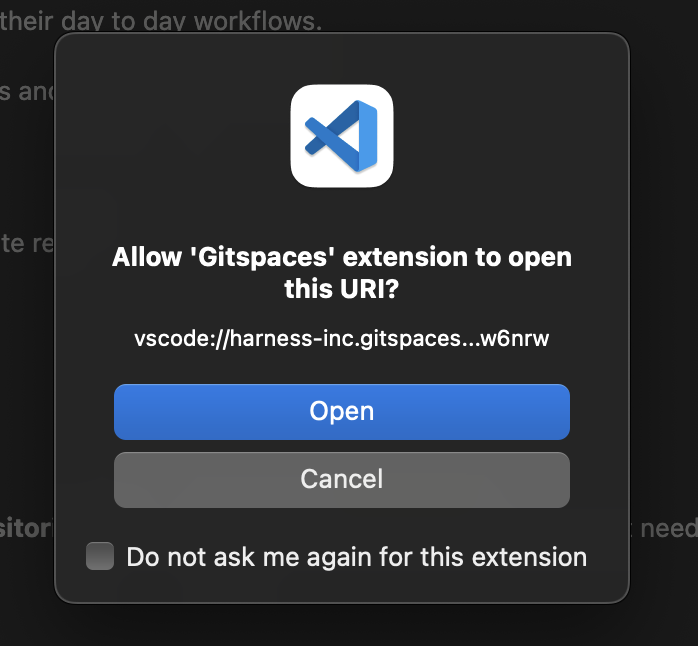 their day to day workflows.
s and
te re
Allow 'Gitspaces' extension to open
this URI?
vscode://harness-inc.gitspaces...w6nrw
Open
Cancel
sitori
need
Do not ask me again for this extension